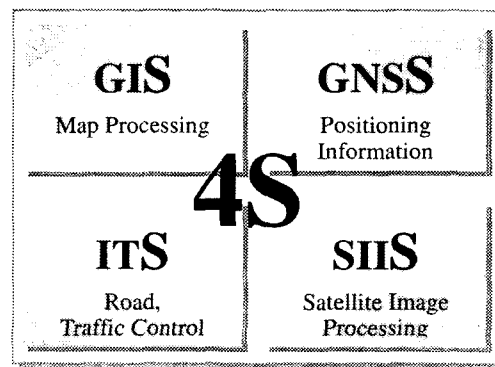 GIS
Map Processing
GNSS
Positioning
Information
4S
ITS
Road,
Traffic Control
SIIS
Satellite Image
Processing